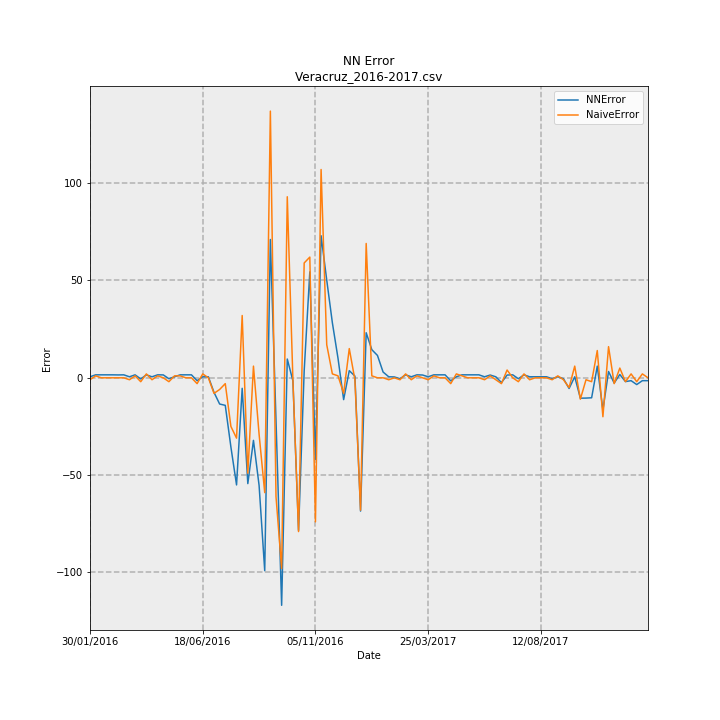 NN Error
Veracruz_2016-2017.csv
NNError
NaiveError
100
50
0
−50
−100
Error
30/01/2016 18/06/2016 05/11/2016 25/03/2017 12/08/2017
Date